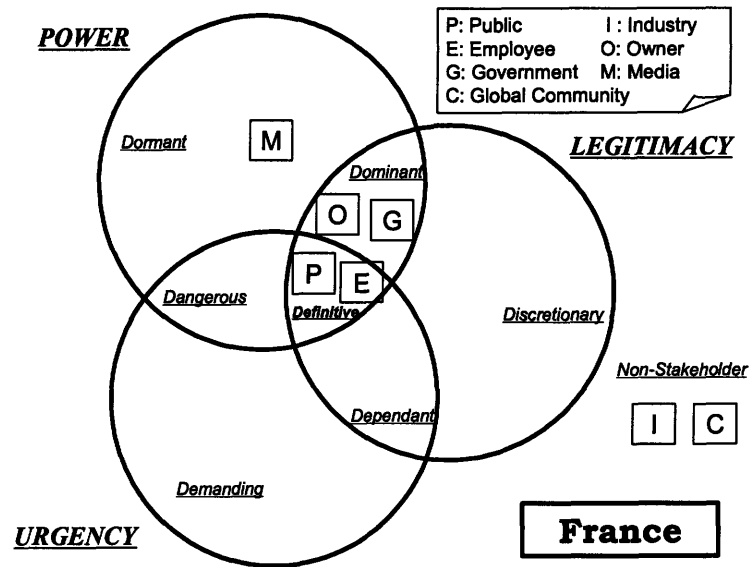 POWER
P: Public I : Industry
E: Employee O: Owner
G: Government M: Media
C: Global Community
Dormant
M
LEGITIMACY
Dominant
O G
P E
Dangerous
Definitive
Discretionary
Non-Stakeholder
I C
Dependant
Demanding
URGENCY
France